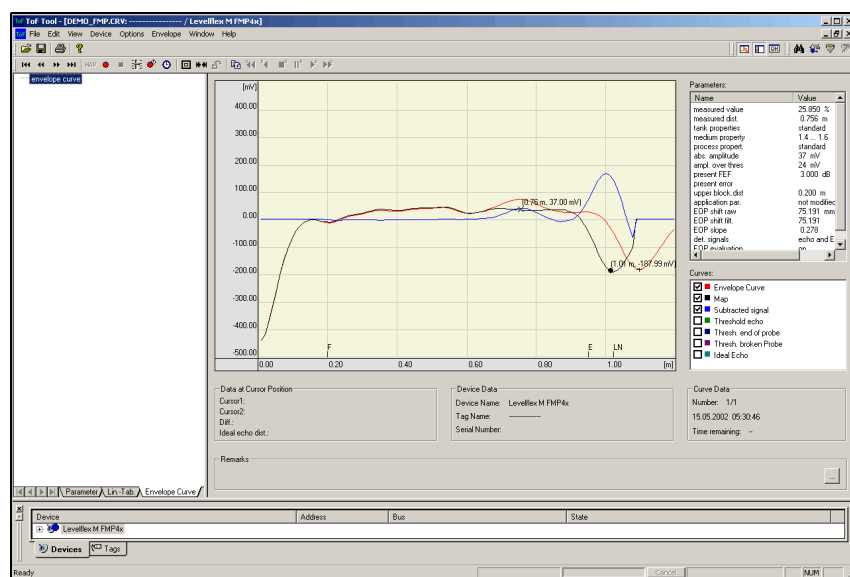 ToF Tool - [DEMO_FMP.CRV: ---------------- / Levelflex M FMP4x]
File Edit View Device Options Envelope Window Help
MAP
envelope curve
[mV]
400.00
300.00
200.00
100.00
0.00
-100.00
-200.00
-300.00
-400.00
-500.00
(0.76 m, 37.00 mV)
(1.01 m, -187.99 mV)
F
E
LN
0.00 0.20 0.40 0.60 0.80 1.00 [m]
Parameters:
Name Value
measured value 25.850 %
measured dist. 0.756 m
tank properties standard
medium property 1.4 ... 1.6
process propert. standard
abs. amplitude 37 mV
ampl. over thres 24 mV
present FEF 3.000 dB
present error
upper block.dist 0.200 m
application par. not modified
EOP shift raw 75.191 mm
EOP shift filt. 75.191
EOP slope 0.278
det. signals echo and E
EOP evaluation on
Curves:
Envelope Curve
Map
Subtracted signal
Threshold echo
Thresh. end of probe
Thresh. broken Probe
Ideal Echo
Data at Cursor Position
Cursor1:
Cursor2:
Diff.:
Ideal echo dist.:
Device Data
Device Name: Levelflex M FMP4x
Tag Name: --------------
Serial Number:
Curve Data
Number: 1/1
15.05.2002 05:30:46
Time remaining: --
Remarks
...
Parameter Lin.-Tab. Envelope Curve
Device Address Bus State
Levelflex M FMP4x
Devices Tags
Ready Cancel NUM